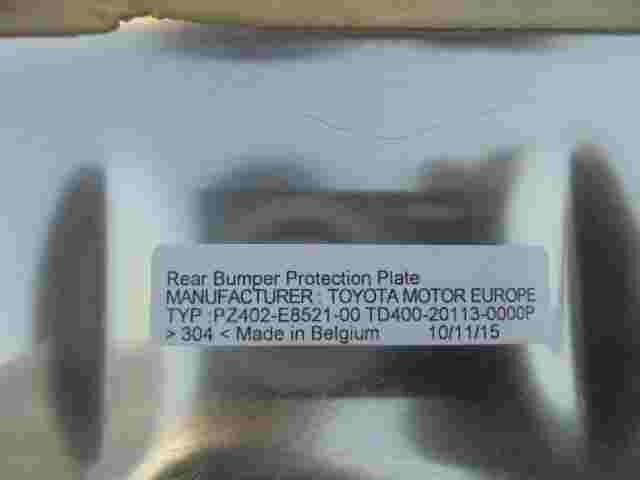 Rear Bumper Protection Plate
MANUFACTURER : TOYOTA MOTOR EUROPE
TYP :PZ402-E8521-00 TD400-20113-0000P
> 304 < Made in Belgium 10/11/15